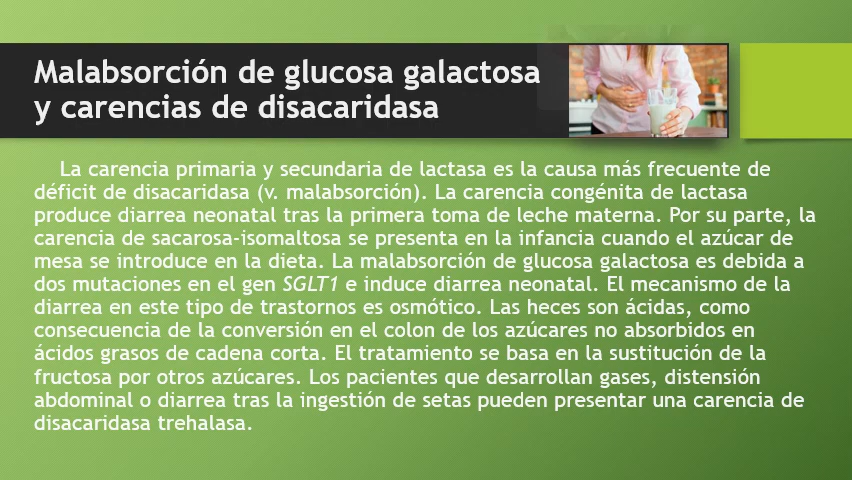 Malabsorción de glucosa galactosa
y carencias de disacaridasa
La carencia primaria y secundaria de lactasa es la causa más frecuente de
déficit de disacaridasa (v. malabsorción). La carencia congénita de lactasa
produce diarrea neonatal tras la primera toma de leche materna. Por su parte, la
carencia de sacarosa-isomaltosa se presenta en la infancia cuando el azúcar de
mesa se introduce en la dieta. La malabsorción de glucosa galactosa es debida a
dos mutaciones en el gen SGLT1 e induce diarrea neonatal. El mecanismo de la
diarrea en este tipo de trastornos es osmótico. Las heces son ácidas, como
consecuencia de la conversión en el colon de los azúcares no absorbidos en
ácidos grasos de cadena corta. El tratamiento se basa en la sustitución de la
fructosa por otros azúcares. Los pacientes que desarrollan gases, distensión
abdominal o diarrea tras la ingestión de setas pueden presentar una carencia de
disacaridasa trehalasa.